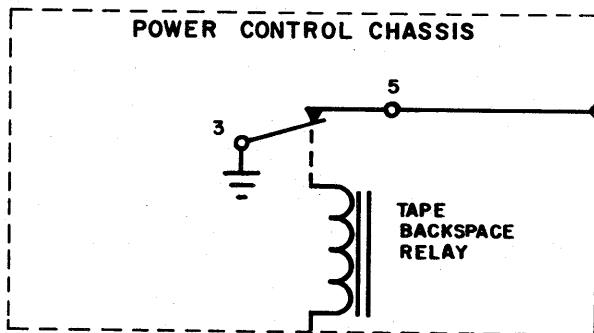 POWER CONTROL CHASSIS
5
3
TAPE
BACKSPACE
RELAY